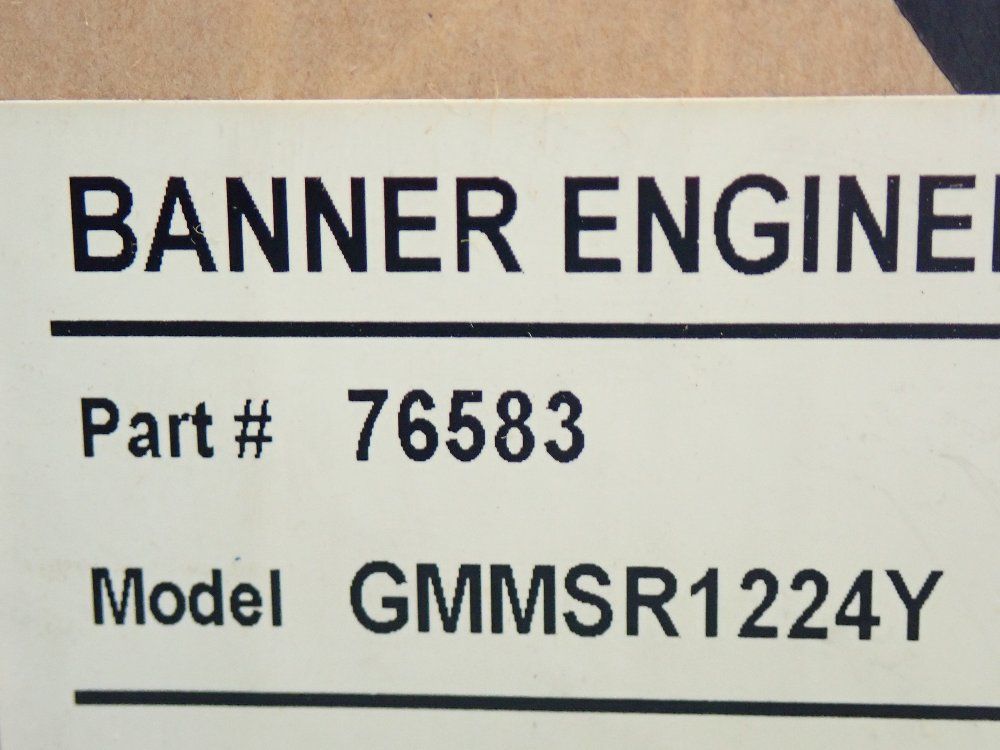 BANNER ENGINE
Part # 76583
Model GMMSR1224Y